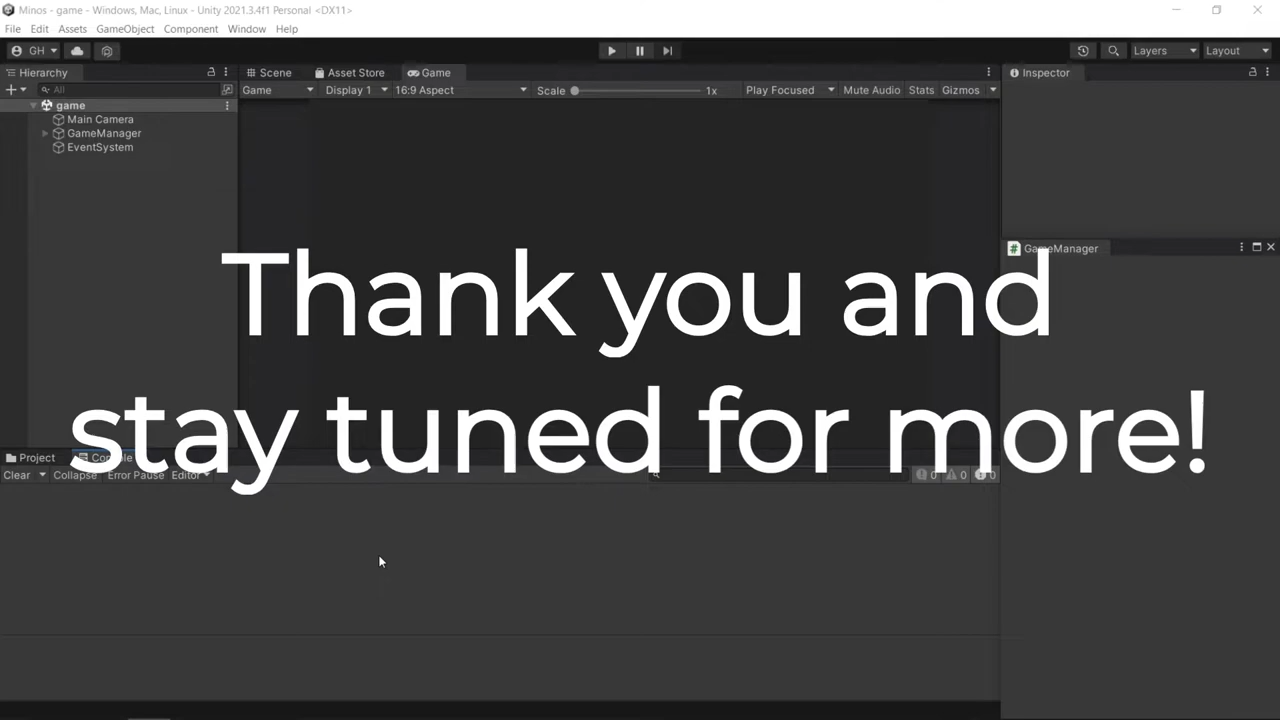 Minos - game - Windows, Mac, Linux - Unity 2021.3.4f1 Personal <DX11>
File Edit Assets GameObject Component Window Help
GH Layers Layout
Hierarchy Scene Asset Store Game Inspector
All Game Display 1 16:9 Aspect Scale 1x Play Focused Mute Audio Stats Gizmos
game
Main Camera
GameManager
EventSystem
GameManager
Thank you and
stay tuned for more!
Project Console
Clear Collapse Error Pause Editor 0 0 0